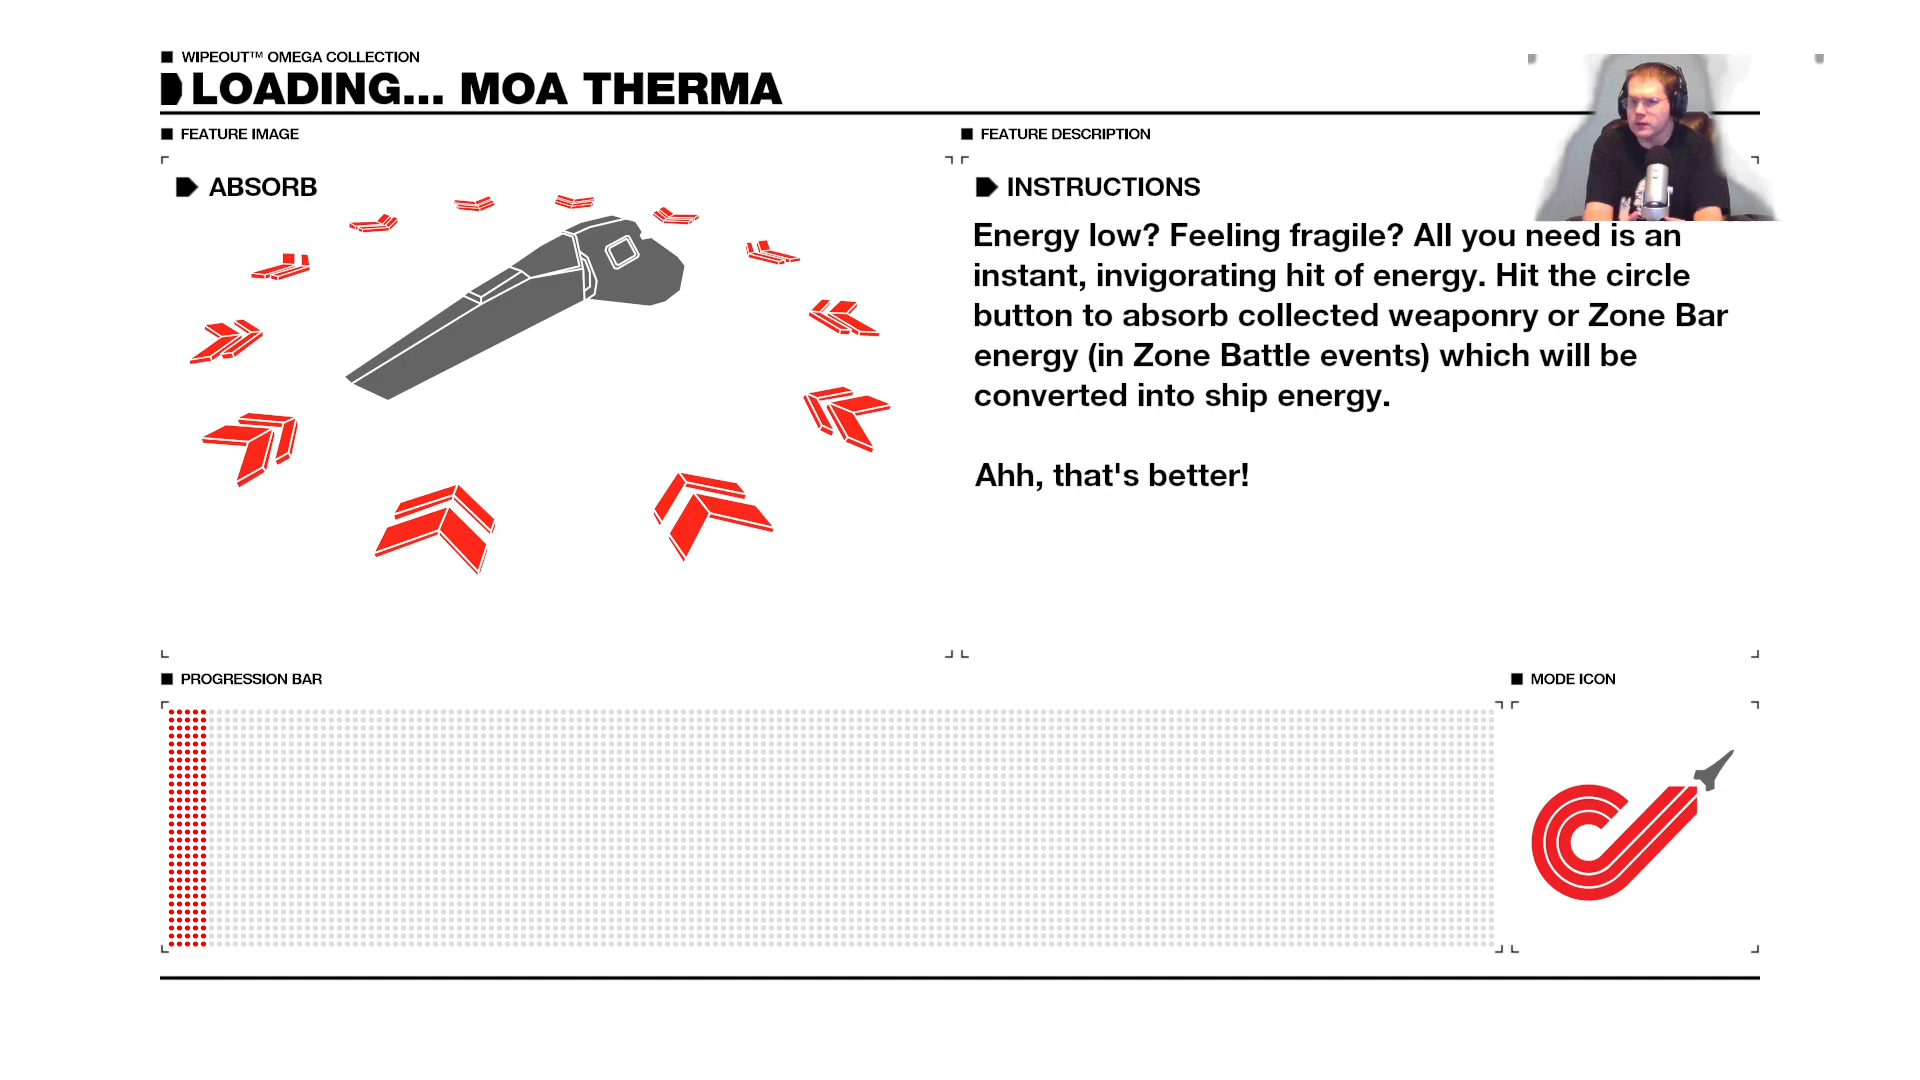 WIPEOUT™ OMEGA COLLECTION
LOADING... MOA THERMA
FEATURE IMAGE
FEATURE DESCRIPTION
ABSORB
INSTRUCTIONS
Energy low? Feeling fragile? All you need is an
instant, invigorating hit of energy. Hit the circle
button to absorb collected weaponry or Zone Bar
energy (in Zone Battle events) which will be
converted into ship energy.
Ahh, that's better!
PROGRESSION BAR
MODE ICON